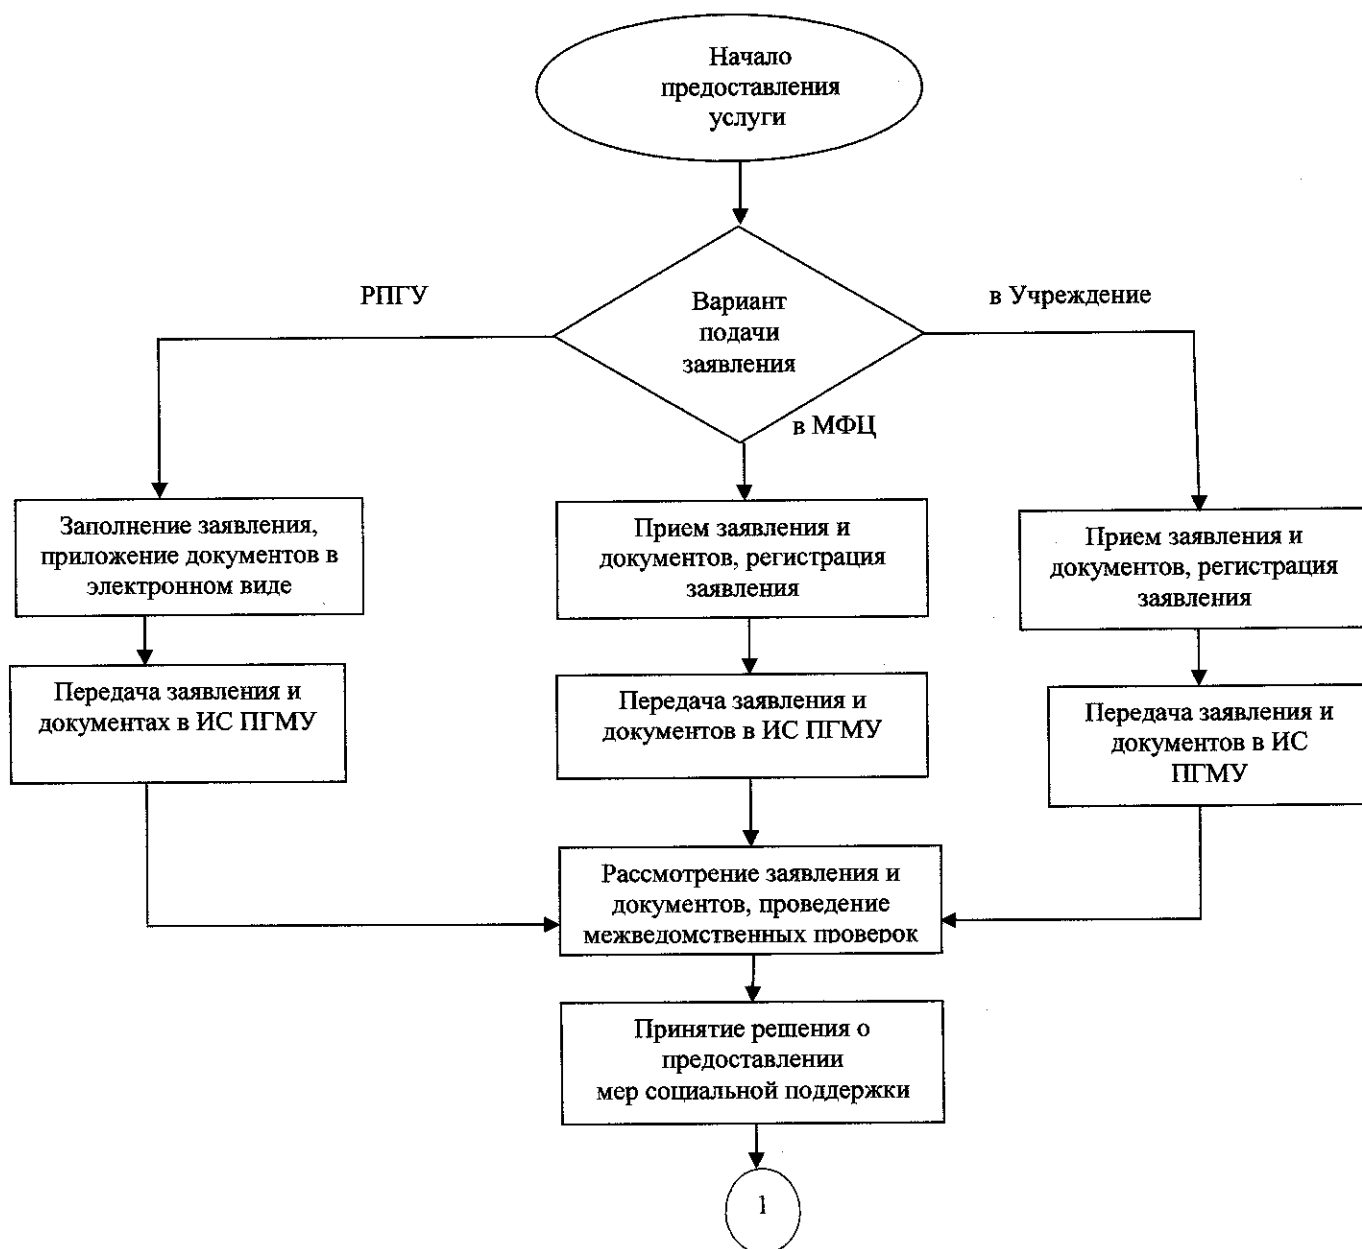 Начало
предоставления
услуги
РПГУ
в Учреждение
Вариант
подачи
заявления
в МФЦ
Заполнение заявления,
приложение документов в
электронном виде
Прием заявления и
документов, регистрация
заявления
Прием заявления и
документов, регистрация
заявления
Передача заявления и
документах в ИС ПГМУ
Передача заявления и
документов в ИС ПГМУ
Передача заявления и
документов в ИС
ПГМУ
Рассмотрение заявления и
документов, проведение
межведомственных проверок
Принятие решения о
предоставлении
мер социальной поддержки
1